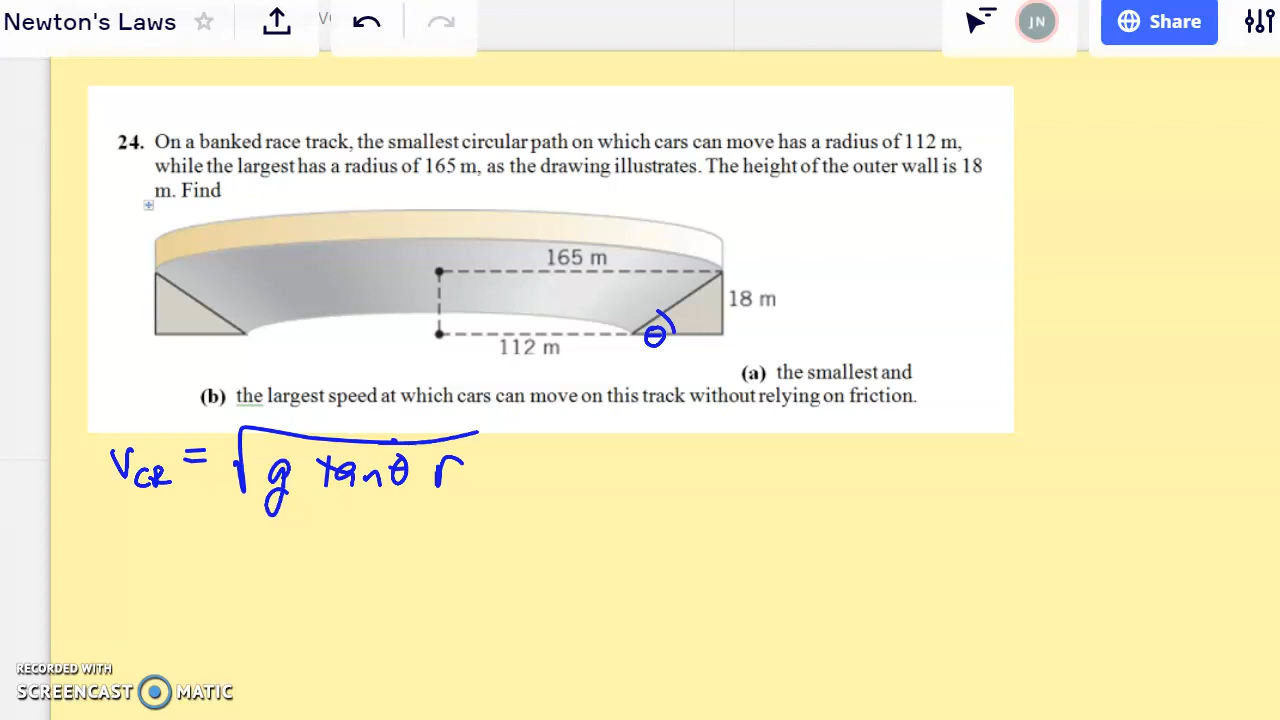 Newton's Laws
JN
Share
24. On a banked race track, the smallest circular path on which cars can move has a radius of 112 m,
while the largest has a radius of 165 m, as the drawing illustrates. The height of the outer wall is 18
m. Find
165 m
18 m
θ
112 m
(a) the smallest and
(b) the largest speed at which cars can move on this track without relying on friction.
VCR = √g tanθ r
RECORDED WITH
SCREENCAST MATIC